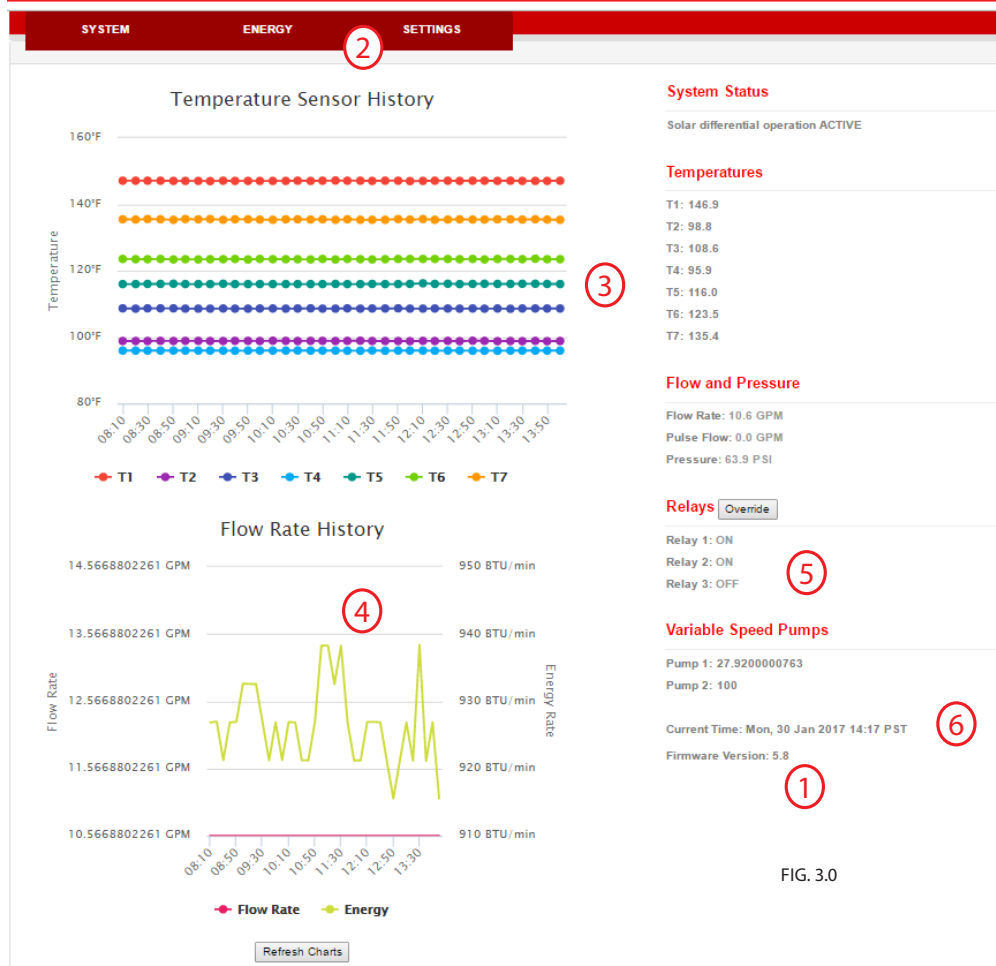 SYSTEM ENERGY SETTINGS
2
Temperature Sensor History
160°F
140°F
120°F
100°F
80°F
Temperature
08:10 08:30 08:50 09:10 09:30 09:50 10:10 10:30 10:50 11:10 11:30 11:50 12:10 12:30 12:50 13:10 13:30 13:50
T1 T2 T3 T4 T5 T6 T7
3
Flow Rate History
14.5668802261 GPM 950 BTU/min
13.5668802261 GPM 940 BTU/min
12.5668802261 GPM 930 BTU/min
11.5668802261 GPM 920 BTU/min
10.5668802261 GPM 910 BTU/min
Flow Rate
Energy Rate
4
08:10 08:50 09:30 10:10 10:50 11:30 12:10 12:50 13:30
Flow Rate Energy
Refresh Charts
System Status
Solar differential operation ACTIVE
Temperatures
T1: 146.9
T2: 98.8
T3: 108.6
T4: 95.9
T5: 116.0
T6: 123.5
T7: 135.4
Flow and Pressure
Flow Rate: 10.6 GPM
Pulse Flow: 0.0 GPM
Pressure: 63.9 PSI
Relays Override
Relay 1: ON
Relay 2: ON
Relay 3: OFF
5
Variable Speed Pumps
Pump 1: 27.9200000763
Pump 2: 100
Current Time: Mon, 30 Jan 2017 14:17 PST
6
Firmware Version: 5.8
1
FIG. 3.0